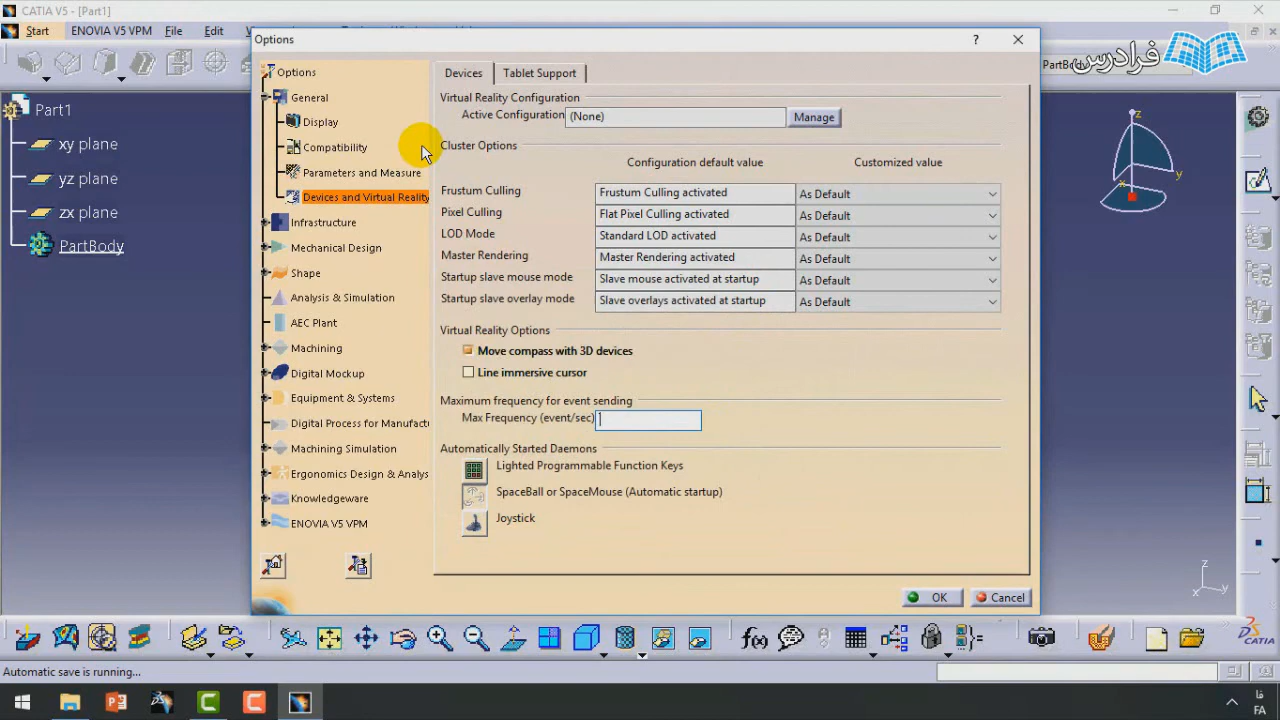 CATIA V5 - [Part1]
Start
ENOVIA V5 VPM
File
Edit
Options
?
فرادرس
PartBody
Part1
xy plane
yz plane
zx plane
PartBody
Options
General
Display
Compatibility
Parameters and Measure
Devices and Virtual Reality
Infrastructure
Mechanical Design
Shape
Analysis & Simulation
AEC Plant
Machining
Digital Mockup
Equipment & Systems
Digital Process for Manufact
Machining Simulation
Ergonomics Design & Analys
Knowledgeware
ENOVIA V5 VPM
Devices
Tablet Support
Virtual Reality Configuration
Active Configuration (None) Manage
Cluster Options
Configuration default value Customized value
Frustum Culling Frustum Culling activated As Default
Pixel Culling Flat Pixel Culling activated As Default
LOD Mode Standard LOD activated As Default
Master Rendering Master Rendering activated As Default
Startup slave mouse mode Slave mouse activated at startup As Default
Startup slave overlay mode Slave overlays activated at startup As Default
Virtual Reality Options
Move compass with 3D devices
Line immersive cursor
Maximum frequency for event sending
Max Frequency (event/sec)
Automatically Started Daemons
Lighted Programmable Function Keys
SpaceBall or SpaceMouse (Automatic startup)
Joystick
OK
Cancel
z
y
x
z
y
x
f(x)
CATIA
Automatic save is running...
فا
FA